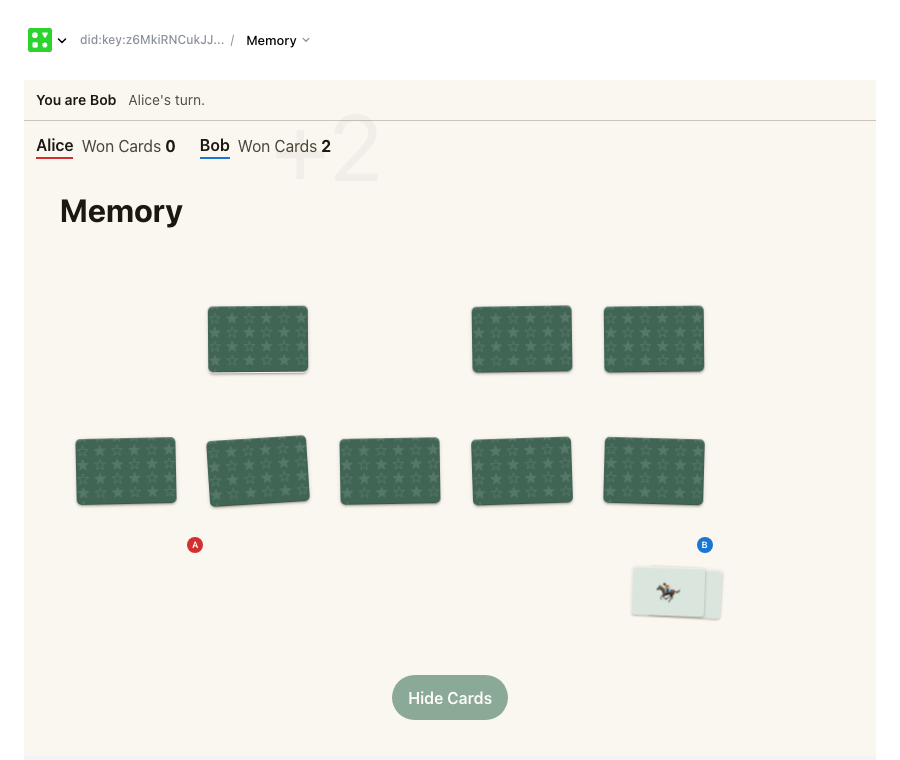 did:key:z6MkiRNCukJJ... / Memory
You are Bob Alice's turn.
+2
Alice Won Cards 0 Bob Won Cards 2
Memory
A
B
Hide Cards